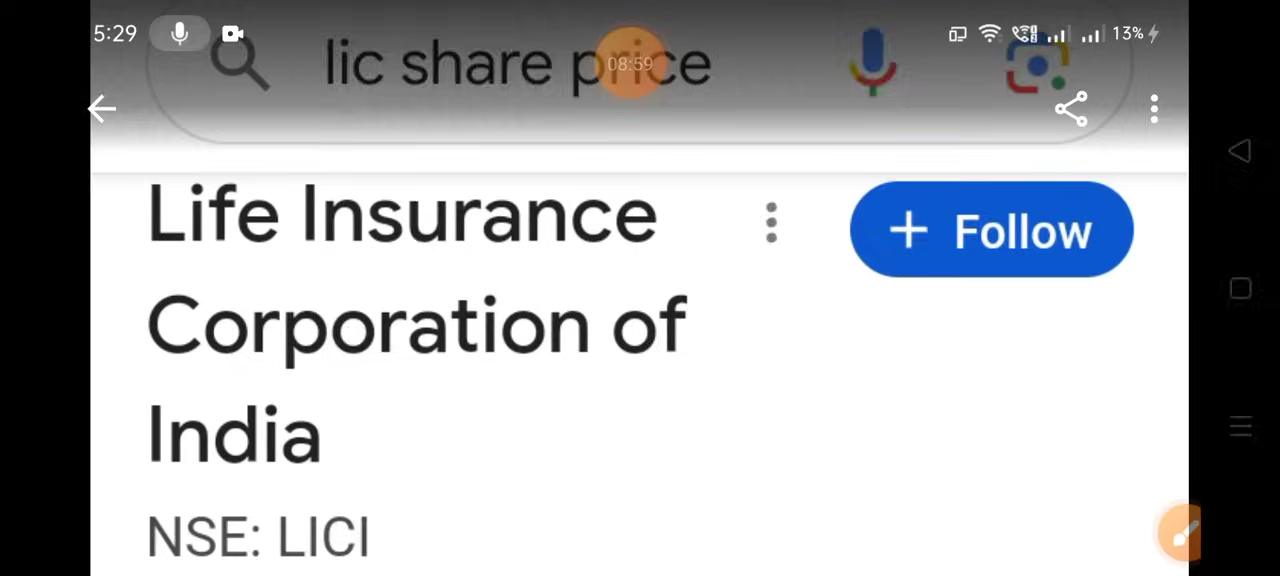 5:29
13%
lic share price
08:59
Life Insurance
+ Follow
Corporation of
India
NSE: LICI